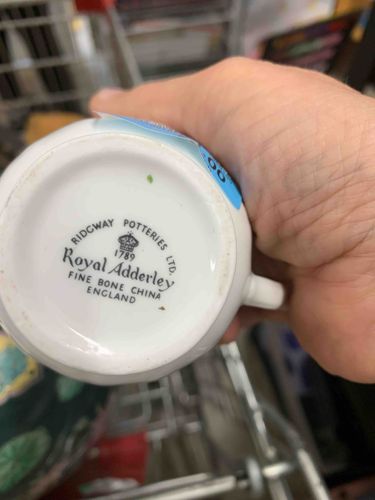 RIDGWAY POTTERIES LTD.
1789
Royal Adderley
FINE BONE CHINA
ENGLAND